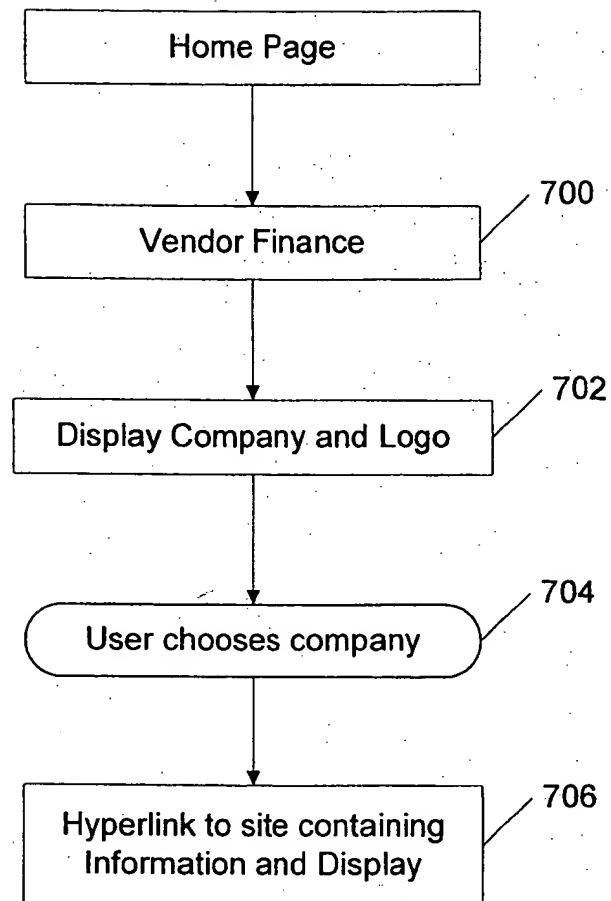 Home Page
700
Vendor Finance
702
Display Company and Logo
704
User chooses company
706
Hyperlink to site containing
Information and Display